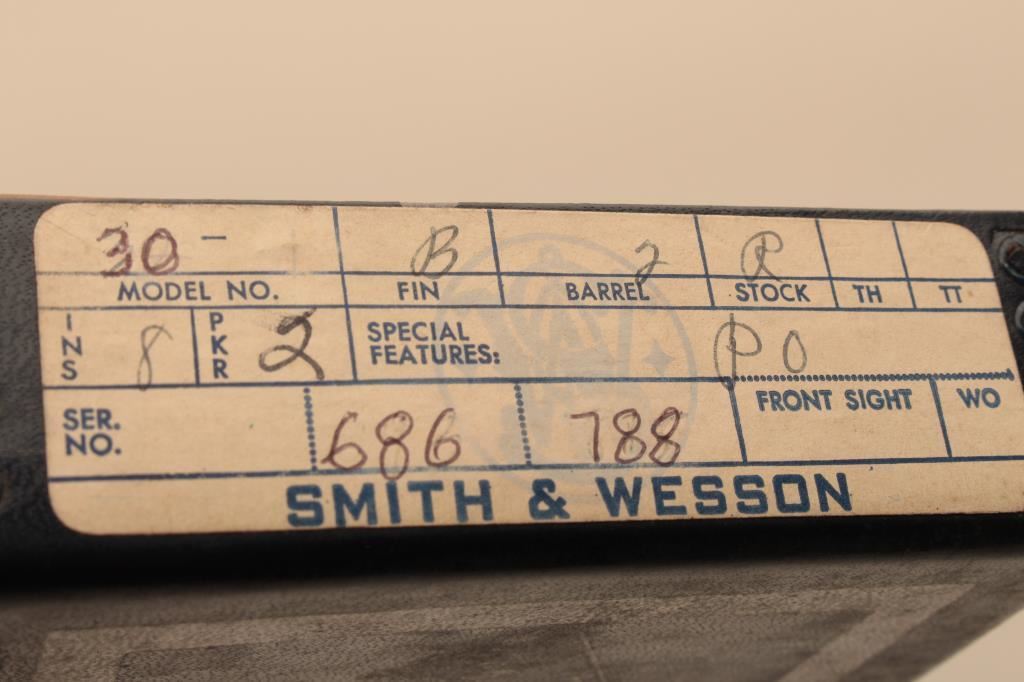 30 – B 2 R
MODEL NO. FIN BARREL STOCK TH TT
INS 8 PKR 2 SPECIAL FEATURES: PO
SER. NO. 686 788 FRONT SIGHT WO
SMITH & WESSON